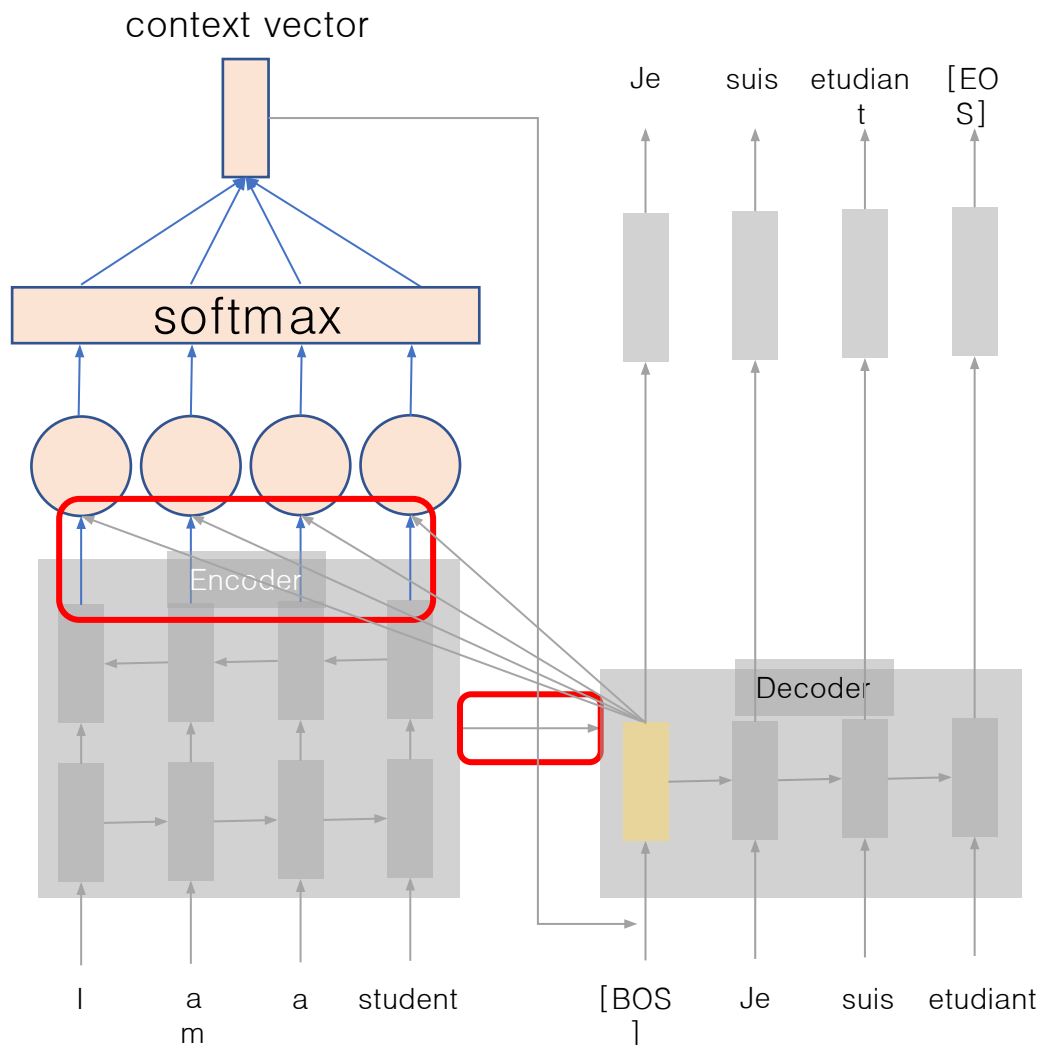 context vector
Je
suis
etudian
t
[EO
S]
softmax
Encoder
Decoder
I
a
m
a
student
[BOS
]
Je
suis
etudiant